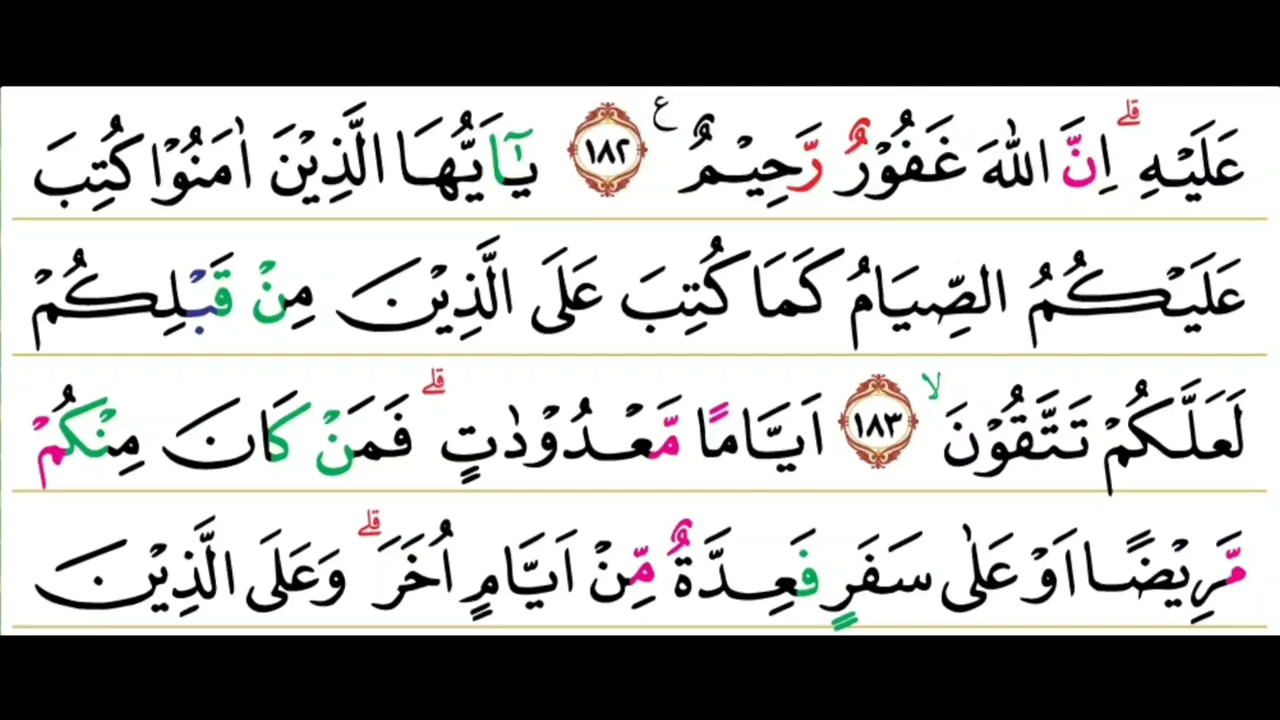 عَلَيْهِ ۗ اِنَّ اللّٰهَ غَفُوْرٌ رَّحِيْمٌ ࣖ ١٨٢ يٰٓاَيُّهَا الَّذِيْنَ اٰمَنُوْا كُتِبَ
عَلَيْكُمُ الصِّيَامُ كَمَا كُتِبَ عَلَى الَّذِيْنَ مِنْ قَبْلِكُمْ
لَعَلَّكُمْ تَتَّقُوْنَ ۙ ١٨٣ اَيَّامًا مَّعْدُوْدٰتٍ ۗ فَمَنْ كَانَ مِنْكُمْ
مَّرِيْضًا اَوْ عَلٰى سَفَرٍ فَعِدَّةٌ مِّنْ اَيَّامٍ اُخَرَ ۗ وَعَلَى الَّذِيْنَ